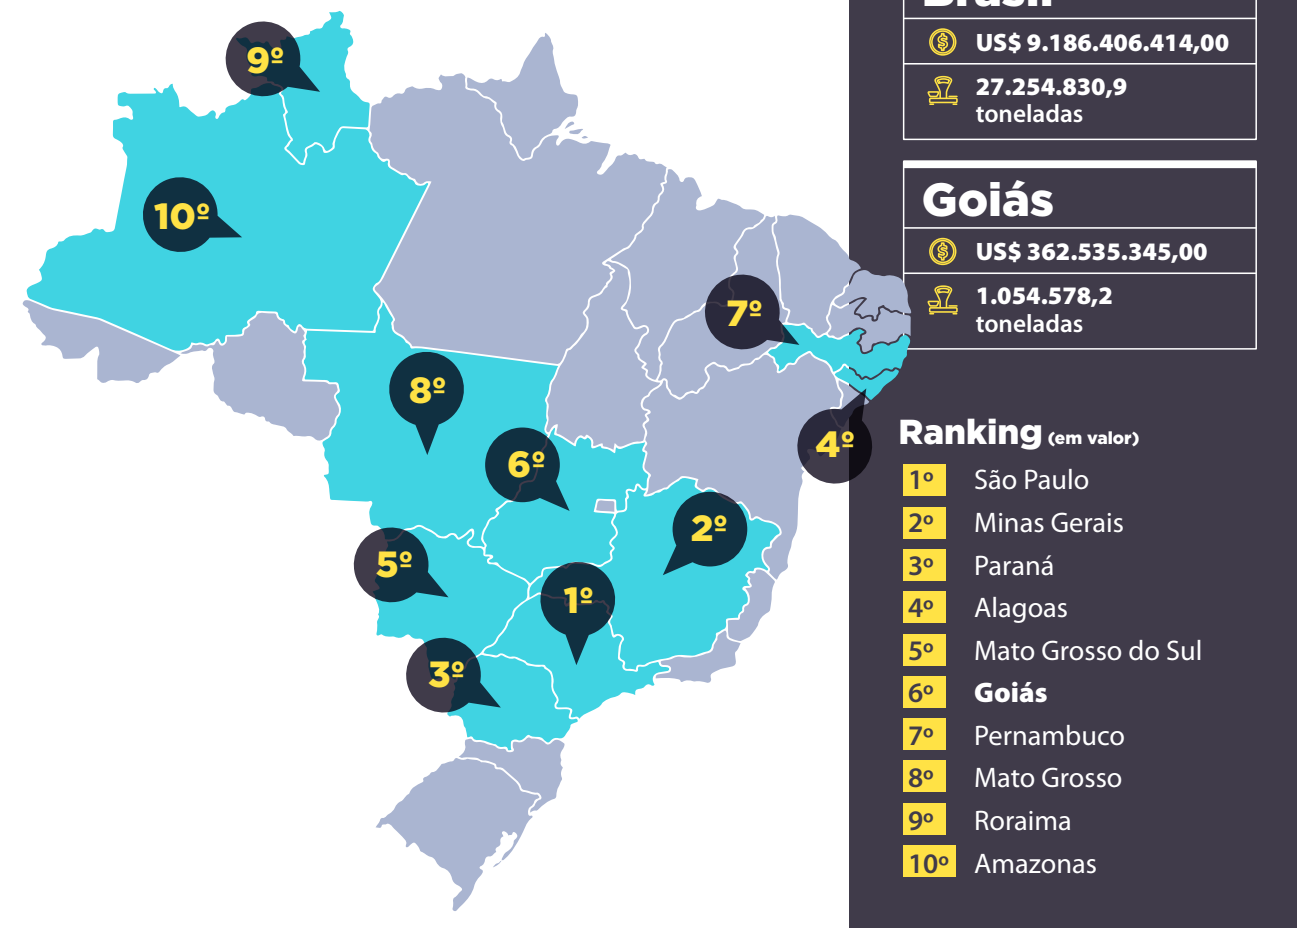 Brasil
US$ 9.186.406.414,00
27.254.830,9
toneladas
Goiás
US$ 362.535.345,00
1.054.578,2
toneladas
9º
10º
7º
8º
4º
6º
2º
5º
1º
3º
Ranking (em valor)
1º São Paulo
2º Minas Gerais
3º Paraná
4º Alagoas
5º Mato Grosso do Sul
6º Goiás
7º Pernambuco
8º Mato Grosso
9º Roraima
10º Amazonas